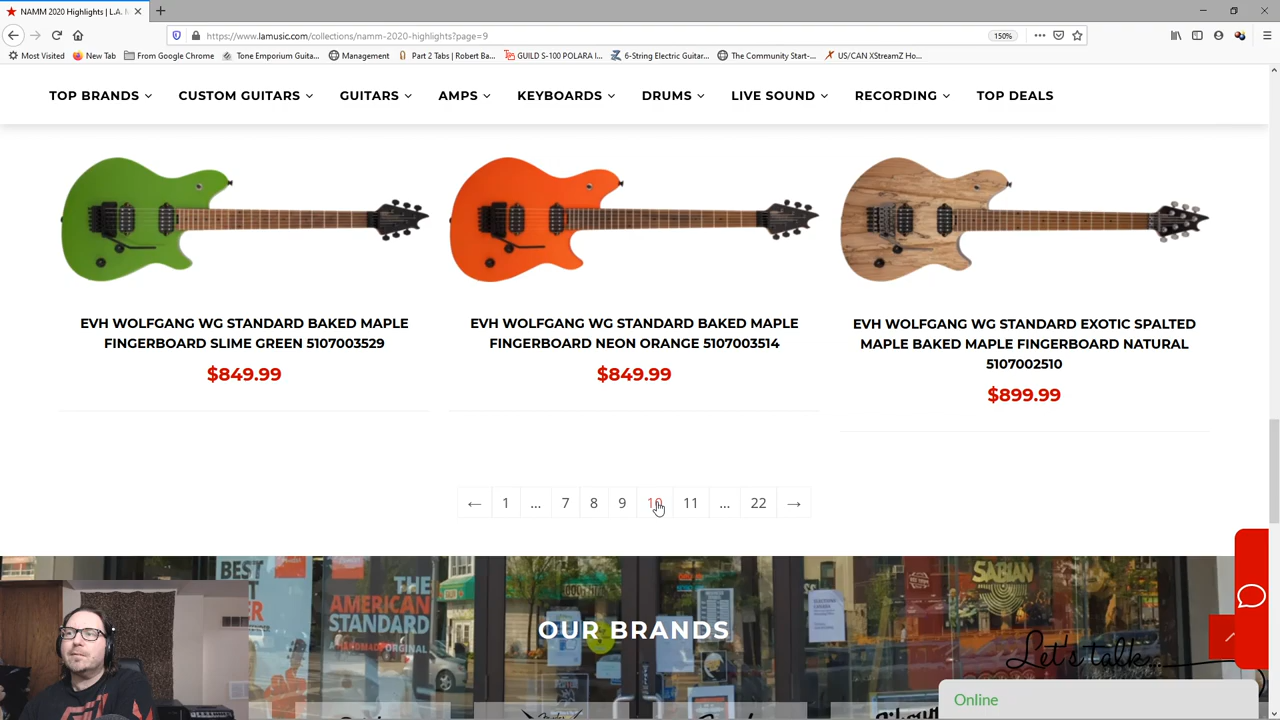 NAMM 2020 Highlights | L.A. M
https://www.lamusic.com/collections/namm-2020-highlights?page=9
150%
Most Visited
New Tab
From Google Chrome
Tone Emporium Guita...
Management
Part 2 Tabs | Robert Ba...
GUILD S-100 POLARA I...
6-String Electric Guitar...
The Community Start-...
US/CAN XStreamZ Ho...
TOP BRANDS
CUSTOM GUITARS
GUITARS
AMPS
KEYBOARDS
DRUMS
LIVE SOUND
RECORDING
TOP DEALS
EVH WOLFGANG WG STANDARD BAKED MAPLE
FINGERBOARD SLIME GREEN 5107003529
$849.99
EVH WOLFGANG WG STANDARD BAKED MAPLE
FINGERBOARD NEON ORANGE 5107003514
$849.99
EVH WOLFGANG WG STANDARD EXOTIC SPALTED
MAPLE BAKED MAPLE FINGERBOARD NATURAL
5107002510
$899.99
← 1 ... 7 8 9 10 11 ... 22 →
BEST
THE
AMERICAN
STANDARD
SABIAN
OUR BRANDS
Let's talk...
Online